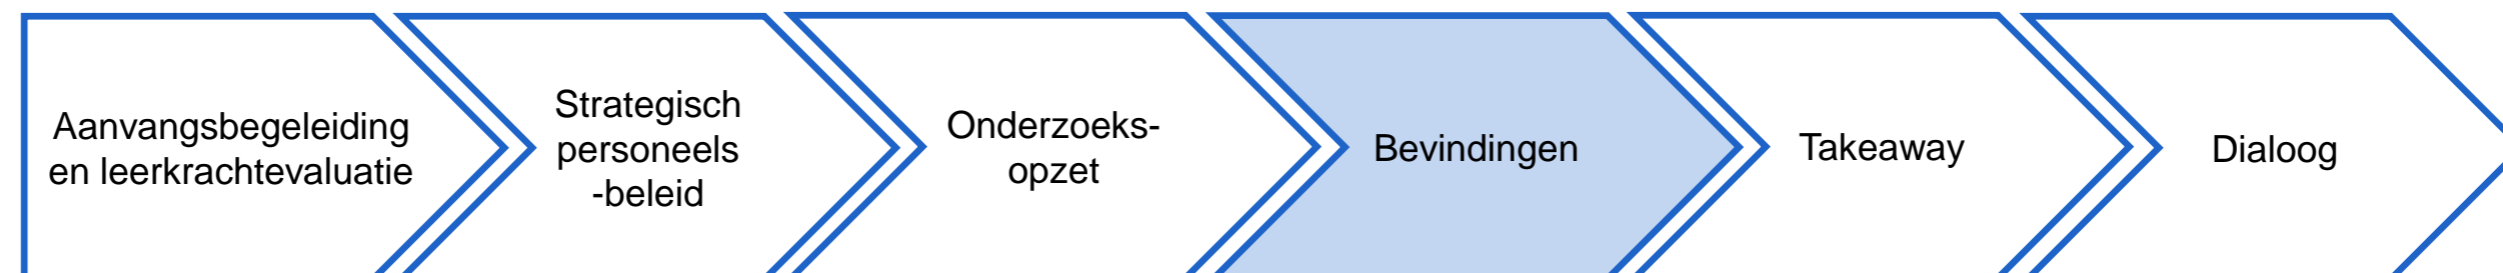 Aanvangsbegeleiding
en leerkrachtevaluatie
Strategisch
personeels
-beleid
Onderzoeks-
opzet
Bevindingen
Takeaway
Dialoog